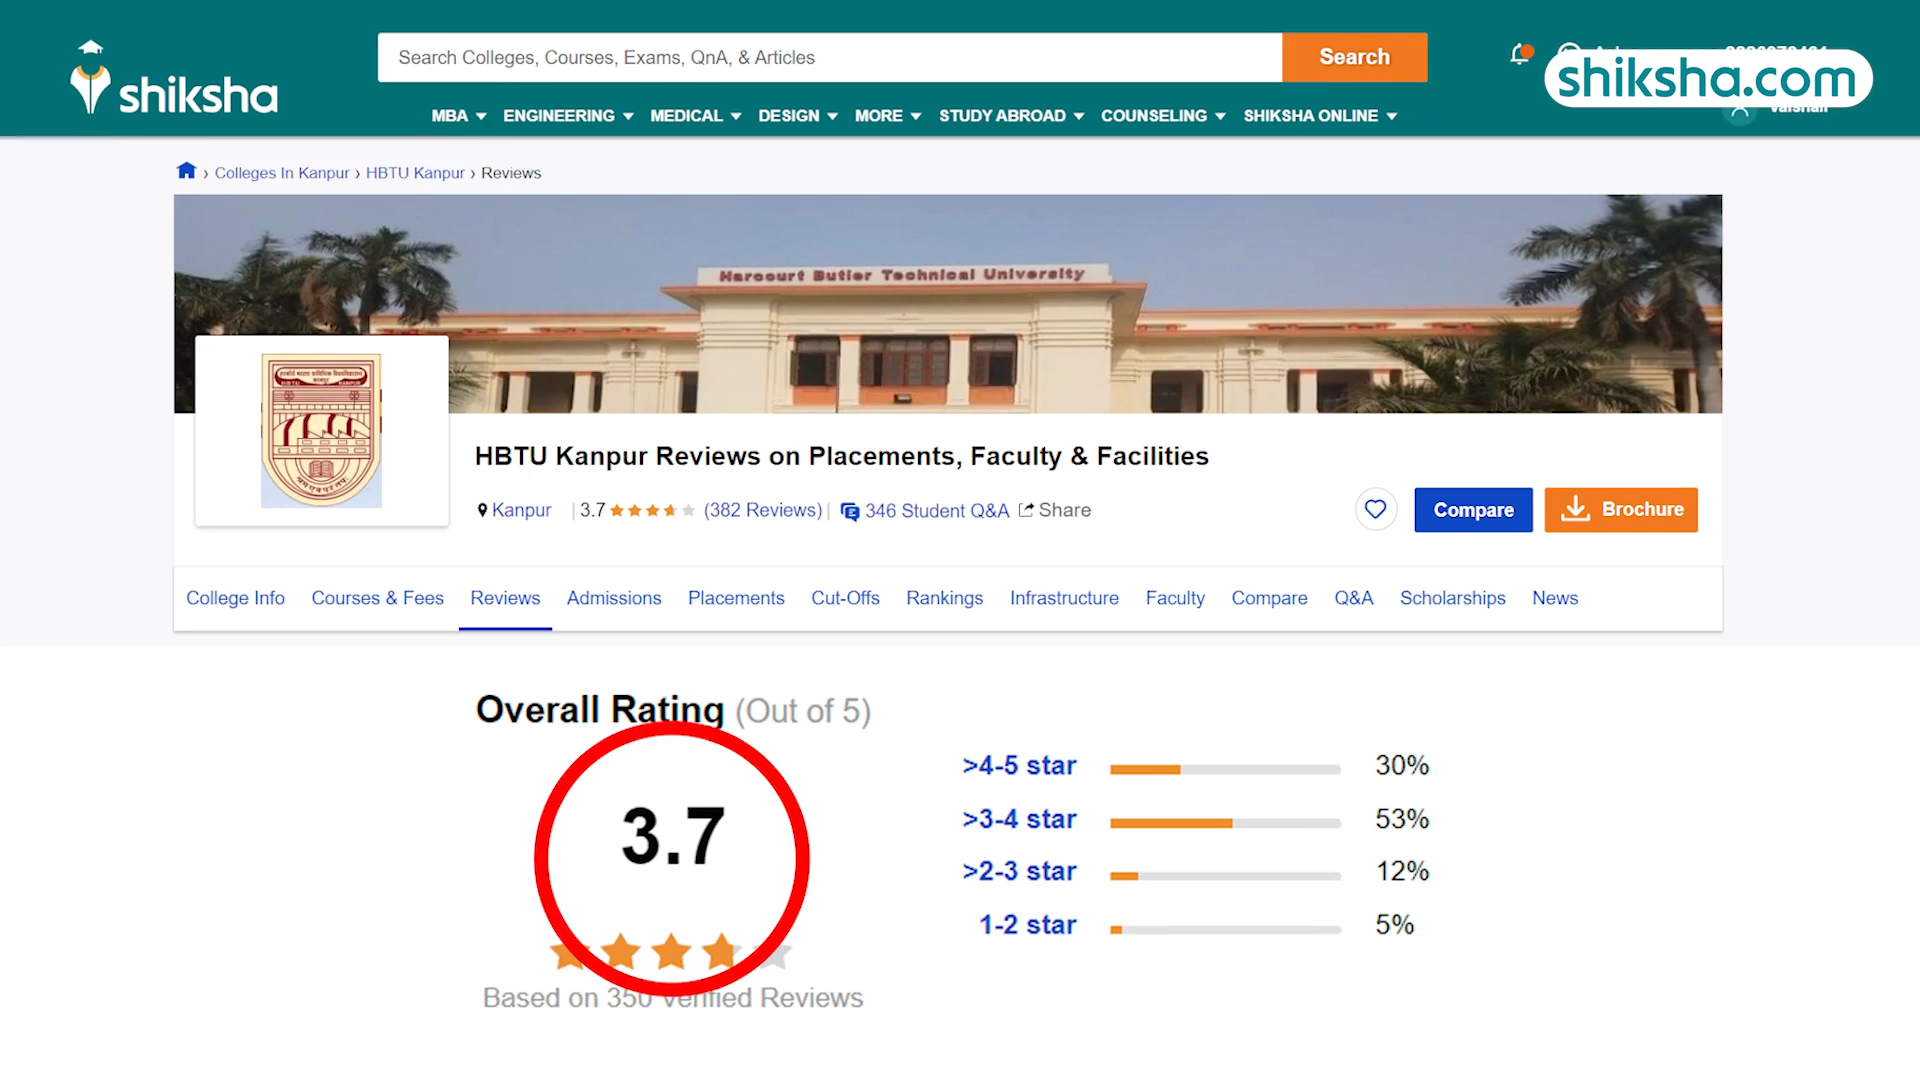 shiksha
Search Colleges, Courses, Exams, QnA, & Articles
Search
shiksha.com
MBA ENGINEERING MEDICAL DESIGN MORE STUDY ABROAD COUNSELING SHIKSHA ONLINE
› Colleges In Kanpur › HBTU Kanpur › Reviews
Harcourt Butler Technical University
HBTU KANPUR
HBTU Kanpur Reviews on Placements, Faculty & Facilities
Kanpur | 3.7 (382 Reviews) | 346 Student Q&A Share
Compare
Brochure
College Info Courses & Fees Reviews Admissions Placements Cut-Offs Rankings Infrastructure Faculty Compare Q&A Scholarships News
Overall Rating (Out of 5)
3.7
Based on 350 Verified Reviews
>4-5 star 30%
>3-4 star 53%
>2-3 star 12%
1-2 star 5%